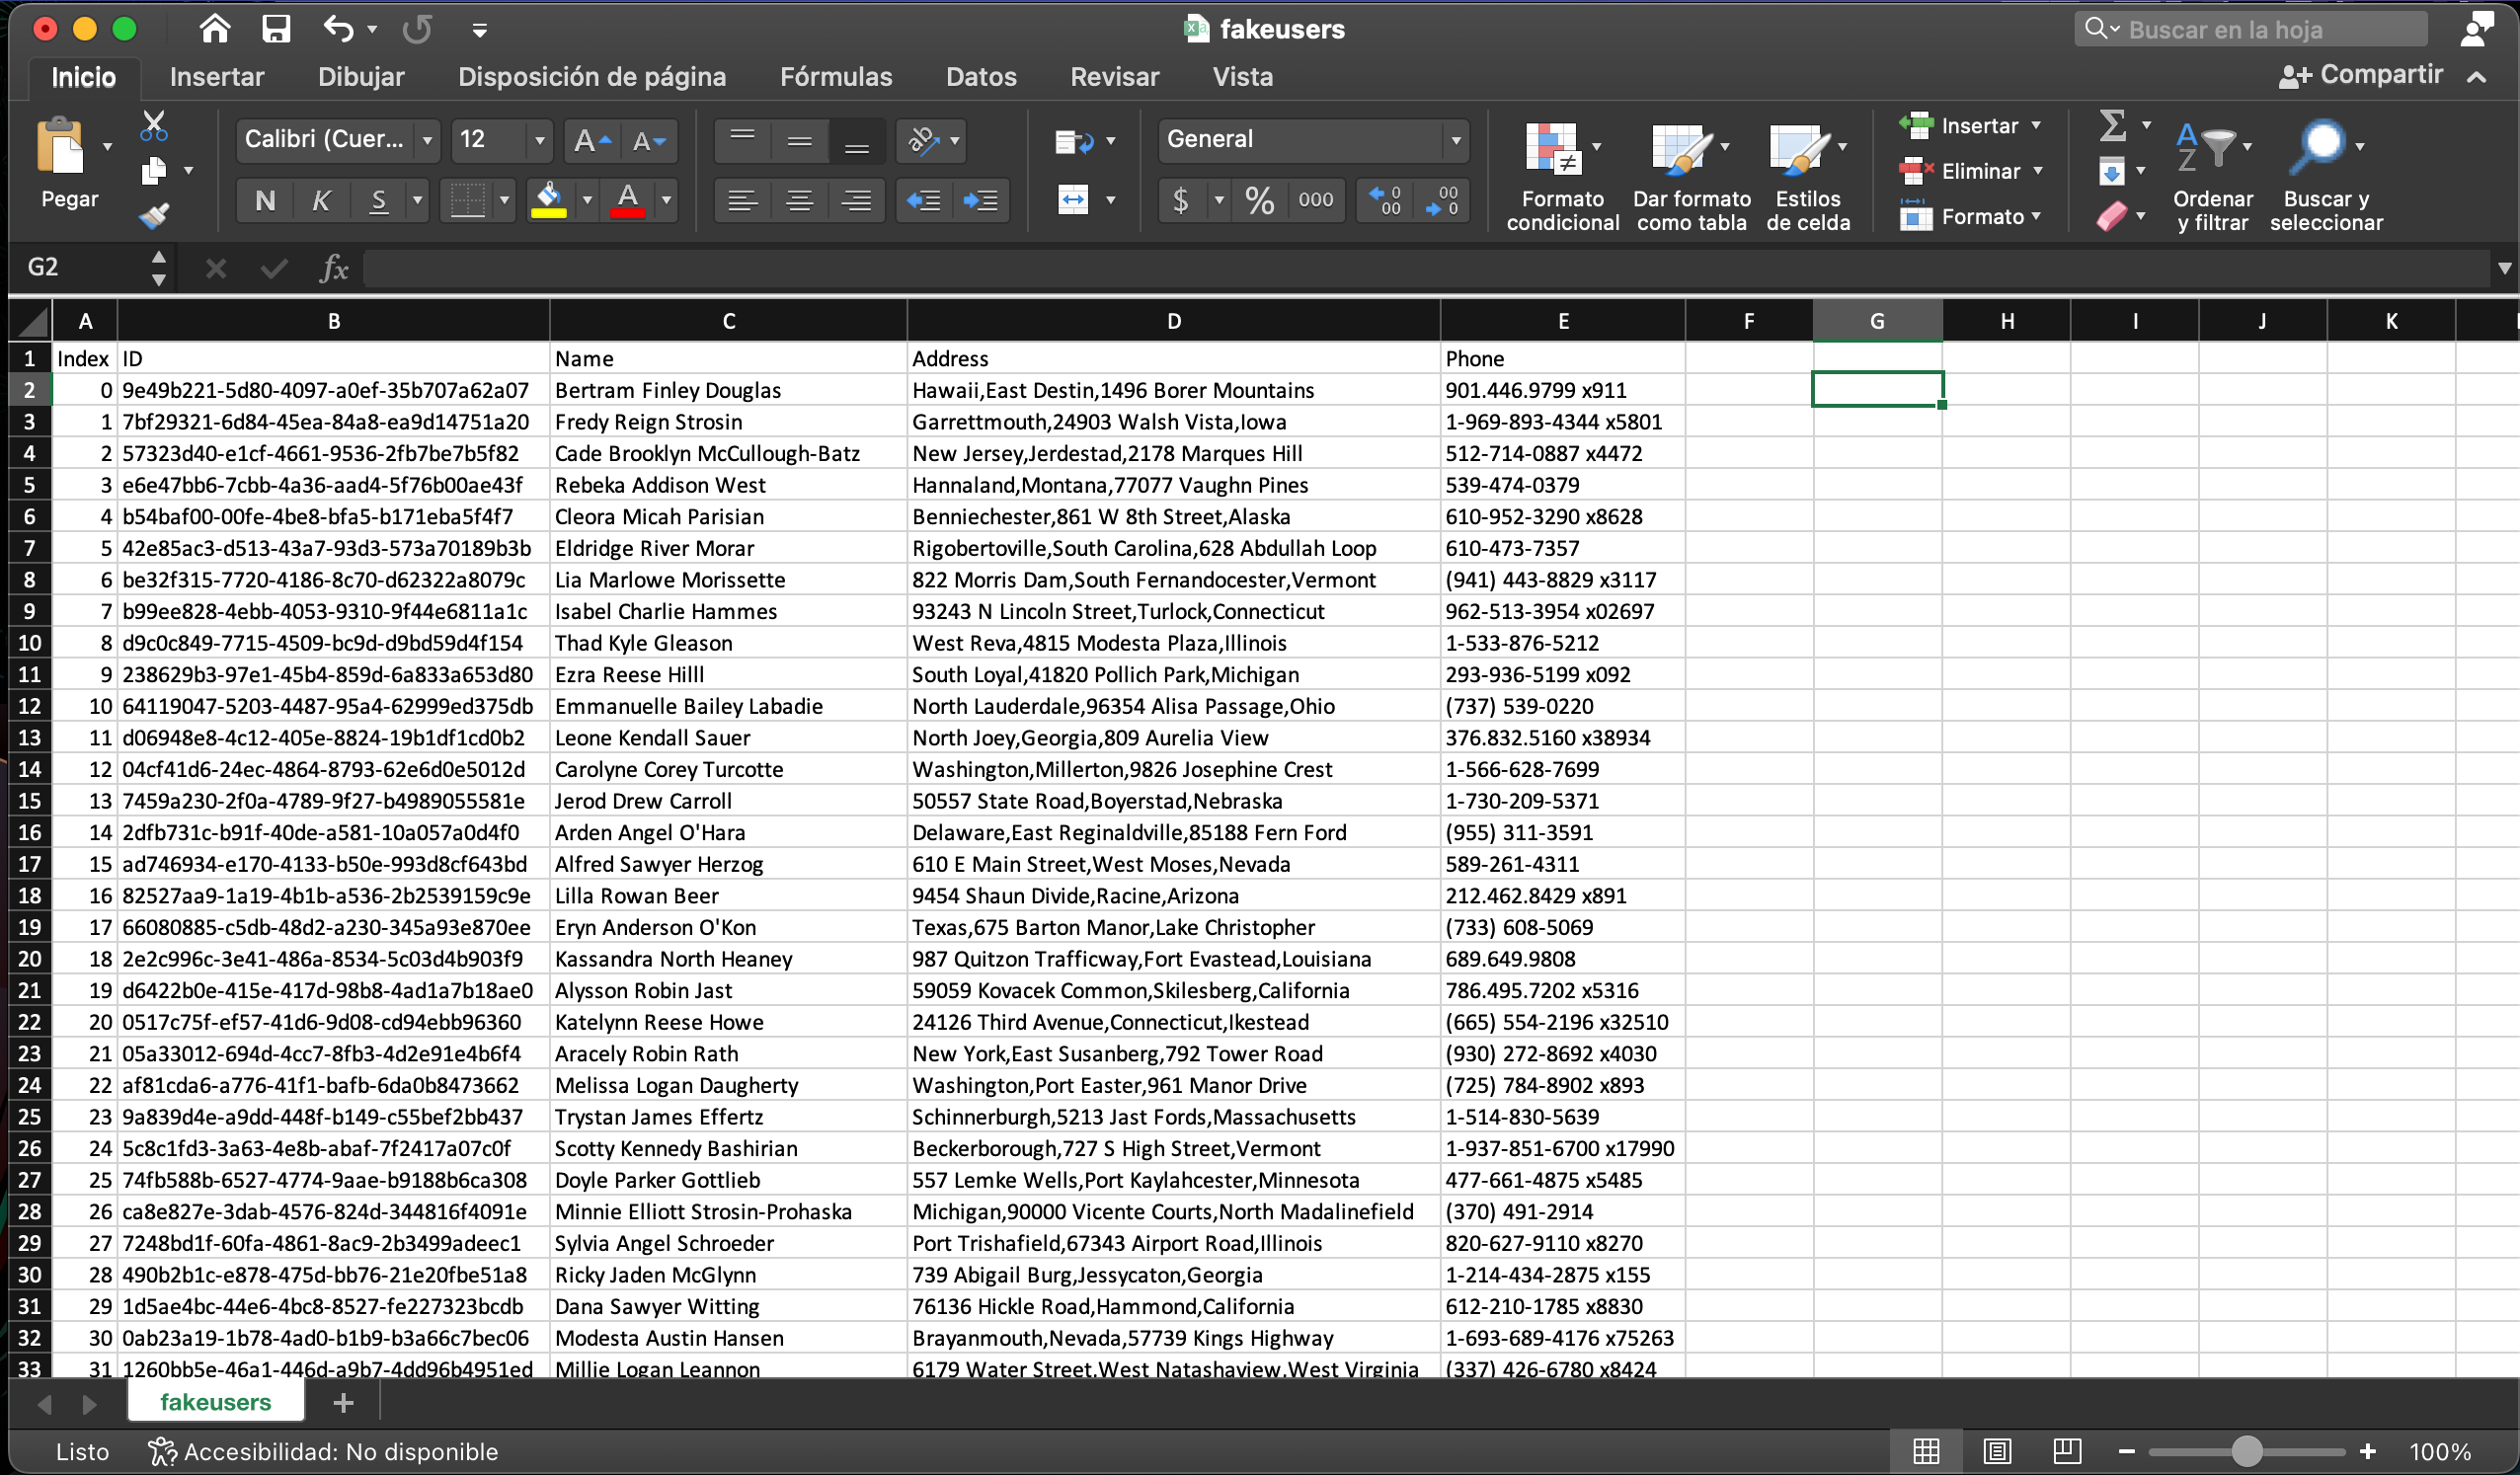 fakeusers
Buscar en la hoja
Inicio Insertar Dibujar Disposición de página Fórmulas Datos Revisar Vista Compartir
Pegar
Calibri (Cuer... 12
N K S A
General
$ % 000
Formato condicional
Dar formato como tabla
Estilos de celda
Insertar
Eliminar
Formato
Ordenar y filtrar
Buscar y seleccionar
G2 fx
A B C D E F G H I J K
1 Index ID Name Address Phone
2 0 9e49b221-5d80-4097-a0ef-35b707a62a07 Bertram Finley Douglas Hawaii,East Destin,1496 Borer Mountains 901.446.9799 x911
3 1 7bf29321-6d84-45ea-84a8-ea9d14751a20 Fredy Reign Strosin Garrettmouth,24903 Walsh Vista,Iowa 1-969-893-4344 x5801
4 2 57323d40-e1cf-4661-9536-2fb7be7b5f82 Cade Brooklyn McCullough-Batz New Jersey,Jerdestad,2178 Marques Hill 512-714-0887 x4472
5 3 e6e47bb6-7cbb-4a36-aad4-5f76b00ae43f Rebeka Addison West Hannaland,Montana,77077 Vaughn Pines 539-474-0379
6 4 b54baf00-00fe-4be8-bfa5-b171eba5f4f7 Cleora Micah Parisian Benniechester,861 W 8th Street,Alaska 610-952-3290 x8628
7 5 42e85ac3-d513-43a7-93d3-573a70189b3b Eldridge River Morar Rigobertoville,South Carolina,628 Abdullah Loop 610-473-7357
8 6 be32f315-7720-4186-8c70-d62322a8079c Lia Marlowe Morissette 822 Morris Dam,South Fernandocester,Vermont (941) 443-8829 x3117
9 7 b99ee828-4ebb-4053-9310-9f44e6811a1c Isabel Charlie Hammes 93243 N Lincoln Street,Turlock,Connecticut 962-513-3954 x02697
10 8 d9c0c849-7715-4509-bc9d-d9bd59d4f154 Thad Kyle Gleason West Reva,4815 Modesta Plaza,Illinois 1-533-876-5212
11 9 238629b3-97e1-45b4-859d-6a833a653d80 Ezra Reese Hilll South Loyal,41820 Pollich Park,Michigan 293-936-5199 x092
12 10 64119047-5203-4487-95a4-62999ed375db Emmanuelle Bailey Labadie North Lauderdale,96354 Alisa Passage,Ohio (737) 539-0220
13 11 d06948e8-4c12-405e-8824-19b1df1cd0b2 Leone Kendall Sauer North Joey,Georgia,809 Aurelia View 376.832.5160 x38934
14 12 04cf41d6-24ec-4864-8793-62e6d0e5012d Carolyne Corey Turcotte Washington,Millerton,9826 Josephine Crest 1-566-628-7699
15 13 7459a230-2f0a-4789-9f27-b4989055581e Jerod Drew Carroll 50557 State Road,Boyerstad,Nebraska 1-730-209-5371
16 14 2dfb731c-b91f-40de-a581-10a057a0d4f0 Arden Angel O'Hara Delaware,East Reginaldville,85188 Fern Ford (955) 311-3591
17 15 ad746934-e170-4133-b50e-993d8cf643bd Alfred Sawyer Herzog 610 E Main Street,West Moses,Nevada 589-261-4311
18 16 82527aa9-1a19-4b1b-a536-2b2539159c9e Lilla Rowan Beer 9454 Shaun Divide,Racine,Arizona 212.462.8429 x891
19 17 66080885-c5db-48d2-a230-345a93e870ee Eryn Anderson O'Kon Texas,675 Barton Manor,Lake Christopher (733) 608-5069
20 18 2e2c996c-3e41-486a-8534-5c03d4b903f9 Kassandra North Heaney 987 Quitzon Trafficway,Fort Evastead,Louisiana 689.649.9808
21 19 d6422b0e-415e-417d-98b8-4ad1a7b18ae0 Alysson Robin Jast 59059 Kovacek Common,Skilesberg,California 786.495.7202 x5316
22 20 0517c75f-ef57-41d6-9d08-cd94ebb96360 Katelynn Reese Howe 24126 Third Avenue,Connecticut,Ikestead (665) 554-2196 x32510
23 21 05a33012-694d-4cc7-8fb3-4d2e91e4b6f4 Aracely Robin Rath New York,East Susanberg,792 Tower Road (930) 272-8692 x4030
24 22 af81cda6-a776-41f1-bafb-6da0b8473662 Melissa Logan Daugherty Washington,Port Easter,961 Manor Drive (725) 784-8902 x893
25 23 9a839d4e-a9dd-448f-b149-c55bef2bb437 Trystan James Effertz Schinnerburgh,5213 Jast Fords,Massachusetts 1-514-830-5639
26 24 5c8c1fd3-3a63-4e8b-abaf-7f2417a07c0f Scotty Kennedy Bashirian Beckerborough,727 S High Street,Vermont 1-937-851-6700 x17990
27 25 74fb588b-6527-4774-9aae-b9188b6ca308 Doyle Parker Gottlieb 557 Lemke Wells,Port Kaylahcester,Minnesota 477-661-4875 x5485
28 26 ca8e827e-3dab-4576-824d-344816f4091e Minnie Elliott Strosin-Prohaska Michigan,90000 Vicente Courts,North Madalinefield (370) 491-2914
29 27 7248bd1f-60fa-4861-8ac9-2b3499adeec1 Sylvia Angel Schroeder Port Trishafield,67343 Airport Road,Illinois 820-627-9110 x8270
30 28 490b2b1c-e878-475d-bb76-21e20fbe51a8 Ricky Jaden McGlynn 739 Abigail Burg,Jessycaton,Georgia 1-214-434-2875 x155
31 29 1d5ae4bc-44e6-4bc8-8527-fe227323bcdb Dana Sawyer Witting 76136 Hickle Road,Hammond,California 612-210-1785 x8830
32 30 0ab23a19-1b78-4ad0-b1b9-b3a66c7bec06 Modesta Austin Hansen Brayanmouth,Nevada,57739 Kings Highway 1-693-689-4176 x75263
33 31 1260bb5e-46a1-446d-a9b7-4dd96b4951ed Millie Logan Leannon 6179 Water Street,West Natashaview,West Virginia (337) 426-6780 x8424
fakeusers
Listo Accesibilidad: No disponible 100%